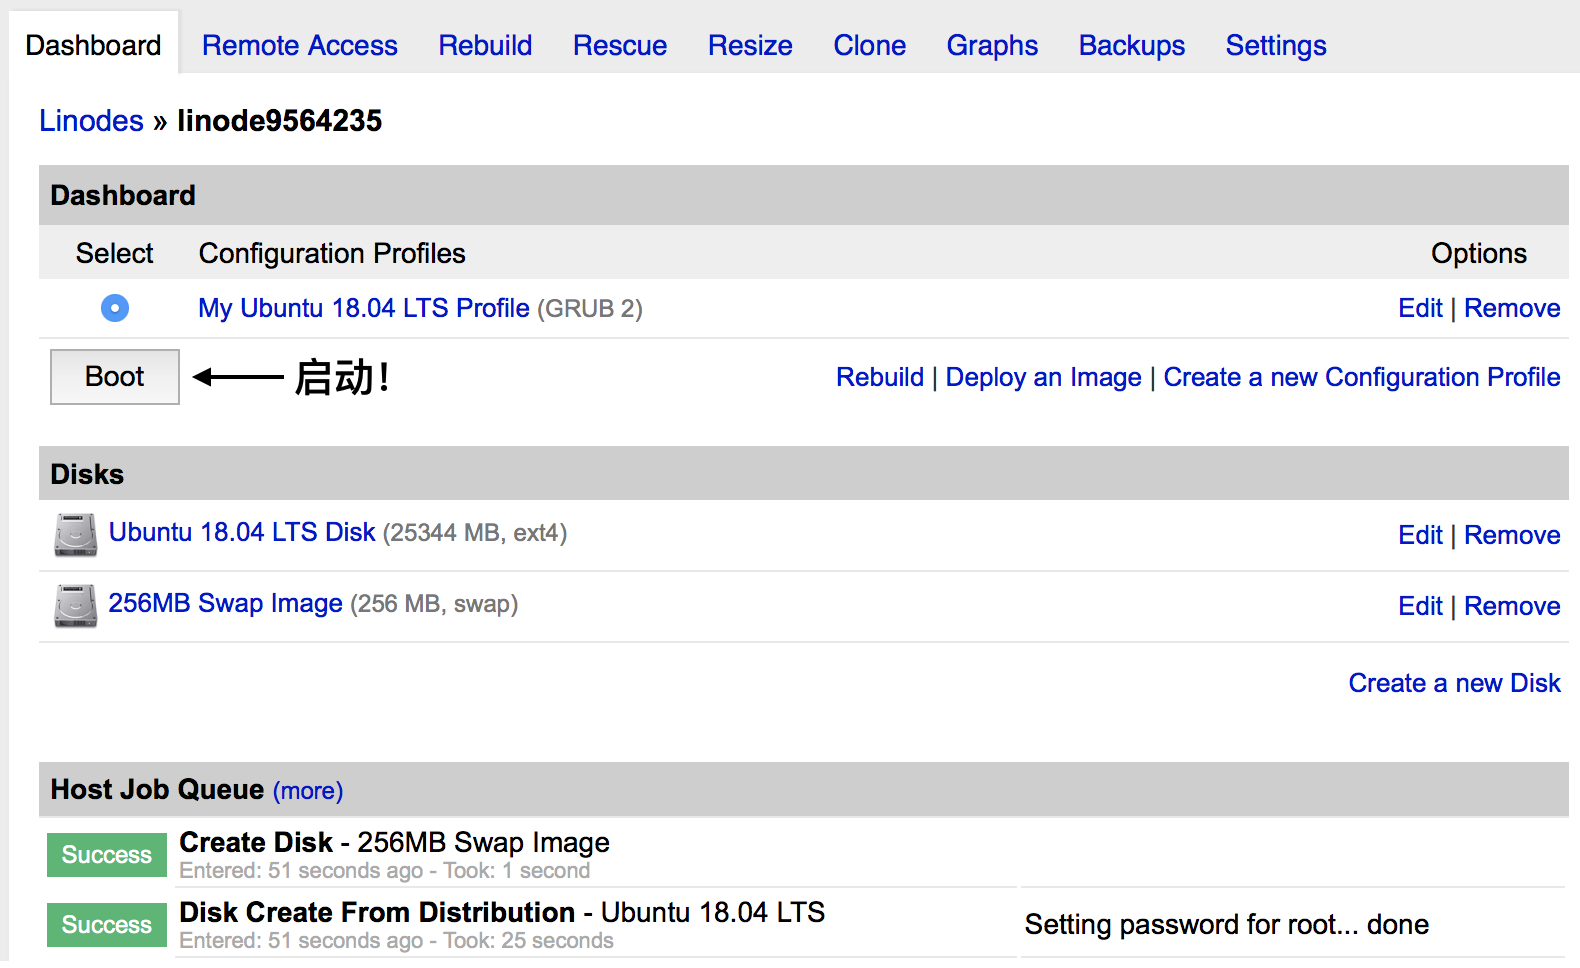 Dashboard Remote Access Rebuild Rescue Resize Clone Graphs Backups Settings
Linodes » linode9564235
Dashboard
Select Configuration Profiles Options
My Ubuntu 18.04 LTS Profile (GRUB 2) Edit | Remove
Boot 启动! Rebuild | Deploy an Image | Create a new Configuration Profile
Disks
Ubuntu 18.04 LTS Disk (25344 MB, ext4) Edit | Remove
256MB Swap Image (256 MB, swap) Edit | Remove
Create a new Disk
Host Job Queue (more)
Success Create Disk - 256MB Swap Image
Entered: 51 seconds ago - Took: 1 second
Success Disk Create From Distribution - Ubuntu 18.04 LTS Setting password for root... done
Entered: 51 seconds ago - Took: 25 seconds